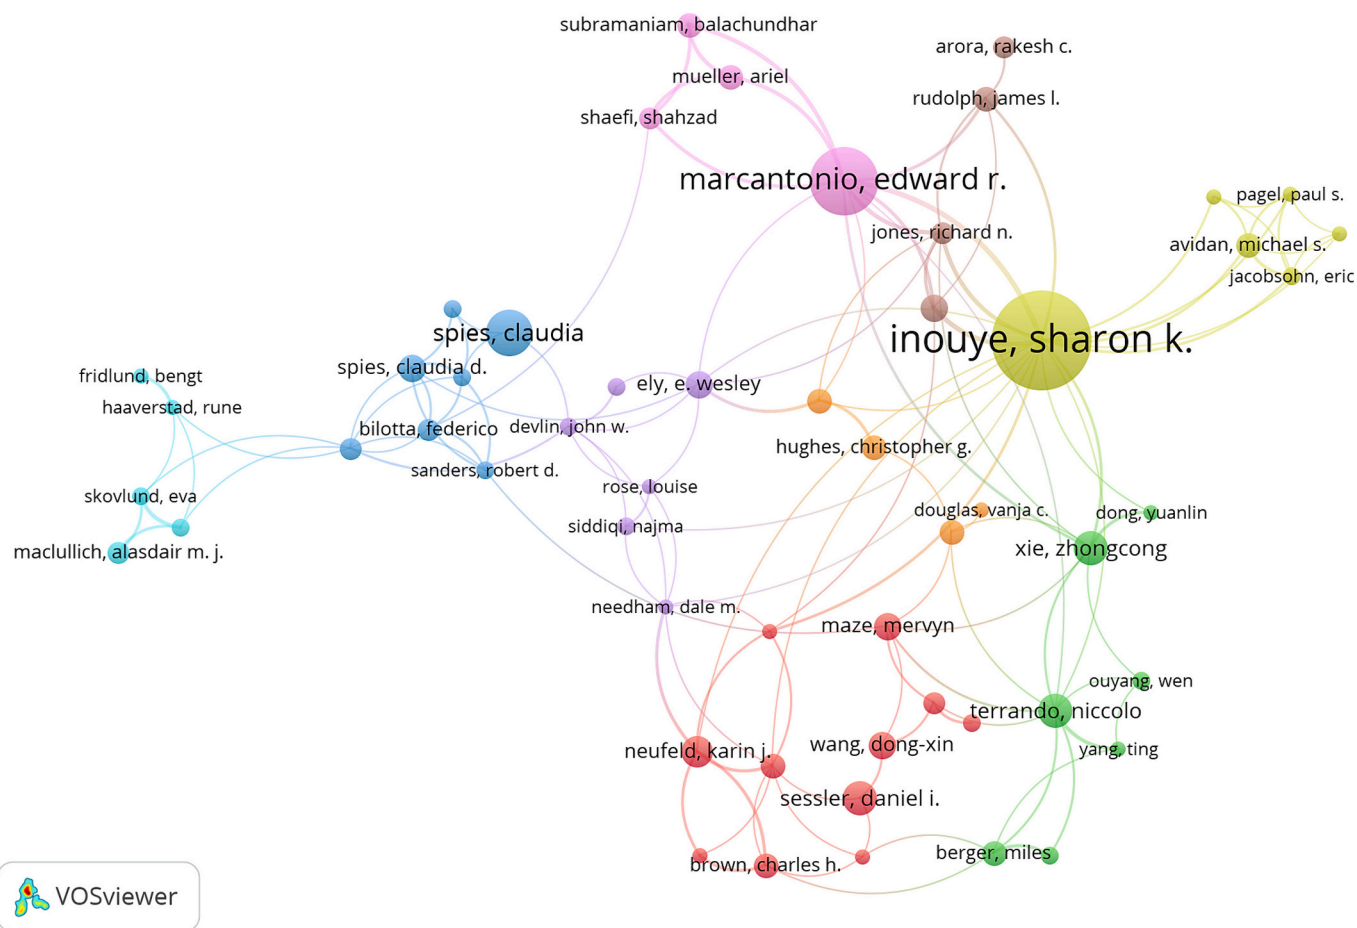 subramaniam, balachundhar
arora, rakesh c.
mueller, ariel
rudolph, james l.
shaefi, shahzad
marcantonio, edward r.
pagel, paul s.
jones, richard n.
avidan, michael s.
jacobsohn, eric
spies, claudia
inouye, sharon k.
spies, claudia d.
fridlund, bengt
ely, e. wesley
haaverstad, rune
bilotta, federico
devlin, john w.
hughes, christopher g.
sanders, robert d.
rose, louise
skovlund, eva
douglas, vanja c.
dong, yuanlin
siddiqi, najma
xie, zhongcong
maclullich, alasdair m. j.
needham, dale m.
maze, mervyn
ouyang, wen
terrando, niccolo
neufeld, karin j.
wang, dong-xin
yang, ting
sessler, daniel i.
berger, miles
brown, charles h.
VOSviewer